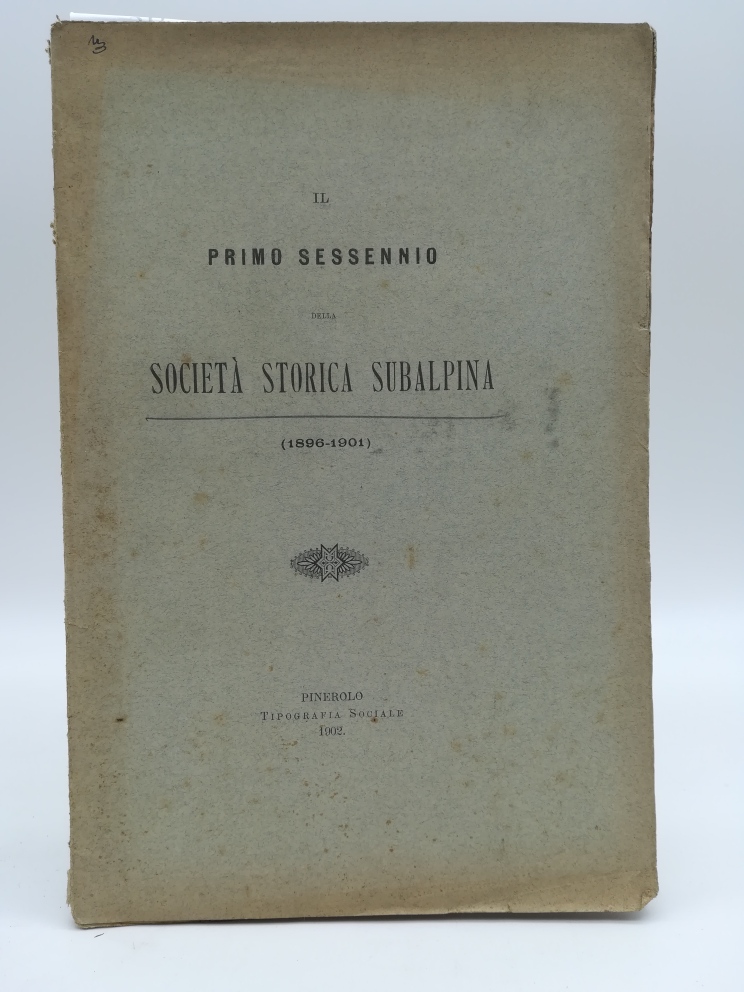 IL
PRIMO SESSENNIO
DELLA
SOCIETÀ STORICA SUBALPINA
(1896-1901)
PINEROLO
TIPOGRAFIA SOCIALE
1902.